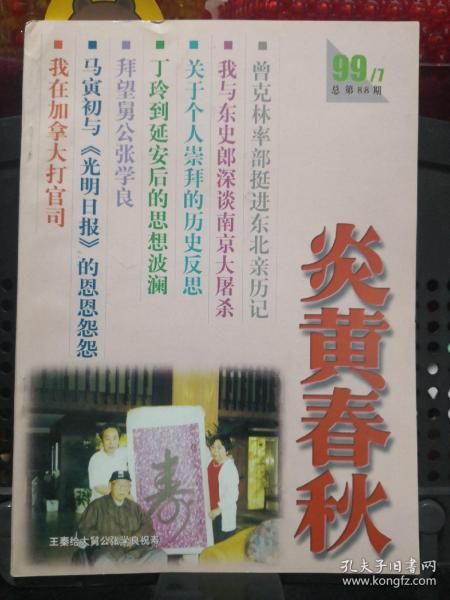 99/7
总第88期
炎黄春秋
曾克林率部挺进东北亲历记
我与东史郎深谈南京大屠杀
关于个人崇拜的历史反思
丁玲到延安后的思想波澜
拜望舅公张学良
马寅初与《光明日报》的恩恩怨怨
我在加拿大打官司
寿
王秦给大舅公张学良祝寿
孔夫子旧书网
www.kongfz.com